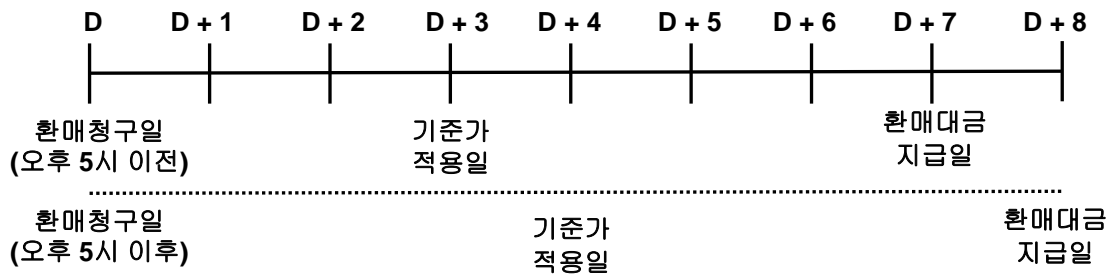 D D + 1 D + 2 D + 3 D + 4 D + 5 D + 6 D + 7 D + 8
환매청구일
(오후 5시 이전)
기준가
적용일
환매대금
지급일
환매청구일
(오후 5시 이후)
기준가
적용일
환매대금
지급일